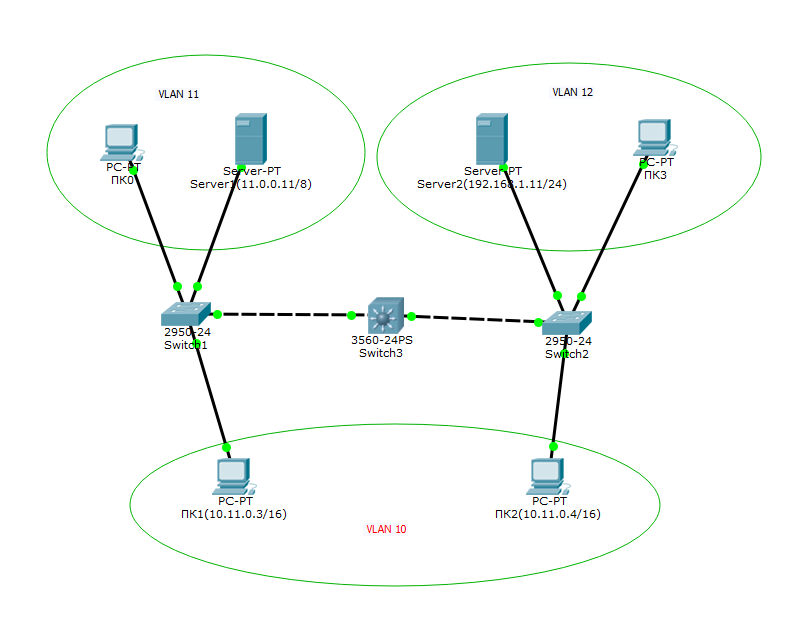 VLAN 11
VLAN 12
PC-PT
ПК0
Server-PT
Server1(11.0.0.11/8)
Server-PT
Server2(192.168.1.11/24)
PC-PT
ПК3
2950-24
Switch1
3560-24PS
Switch3
2950-24
Switch2
PC-PT
ПК1(10.11.0.3/16)
PC-PT
ПК2(10.11.0.4/16)
VLAN 10